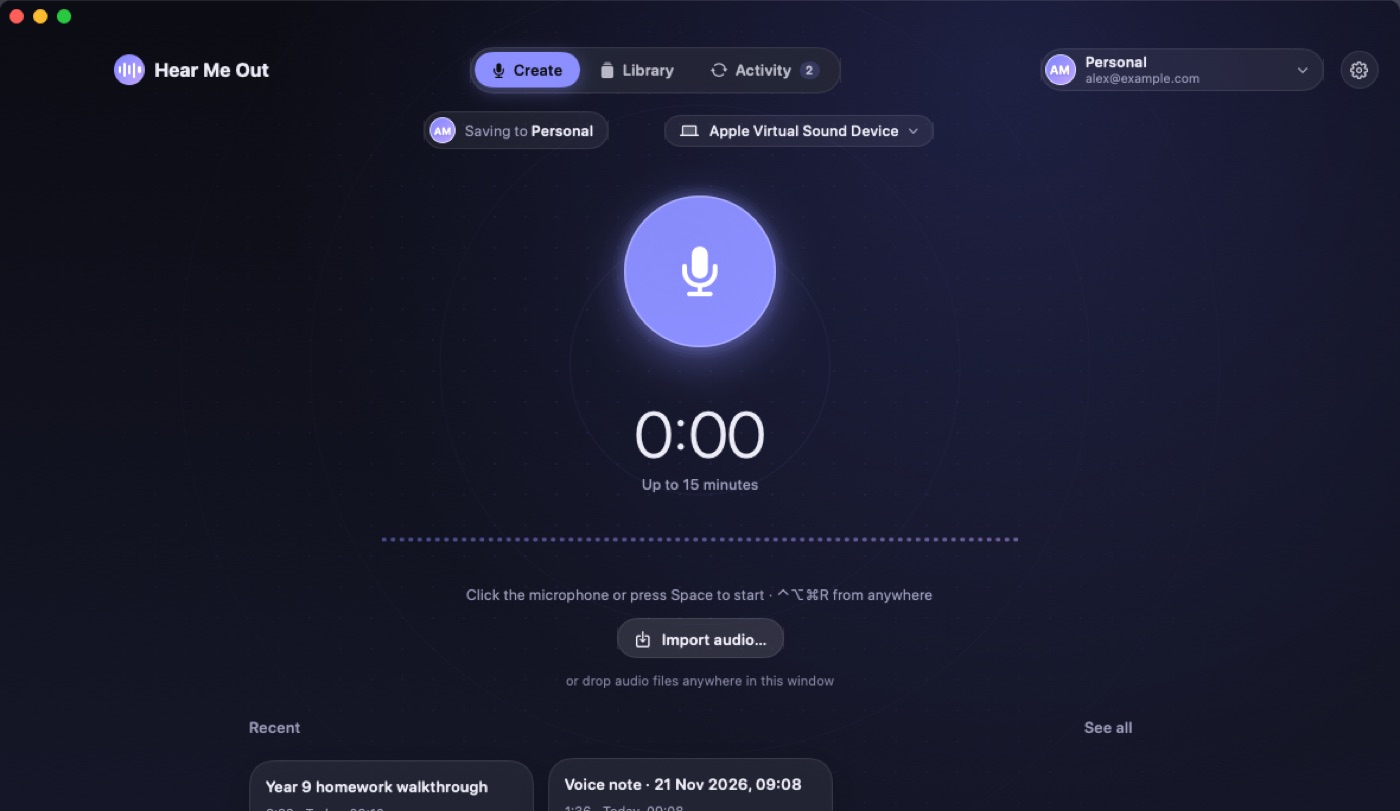 Hear Me Out
Create
Library
Activity 2
AM
Personal
alex@example.com
AM Saving to Personal
Apple Virtual Sound Device
0:00
Up to 15 minutes
Click the microphone or press Space to start · ⌃⌥⌘R from anywhere
Import audio…
or drop audio files anywhere in this window
Recent
See all
Year 9 homework walkthrough
Voice note · 21 Nov 2026, 09:08